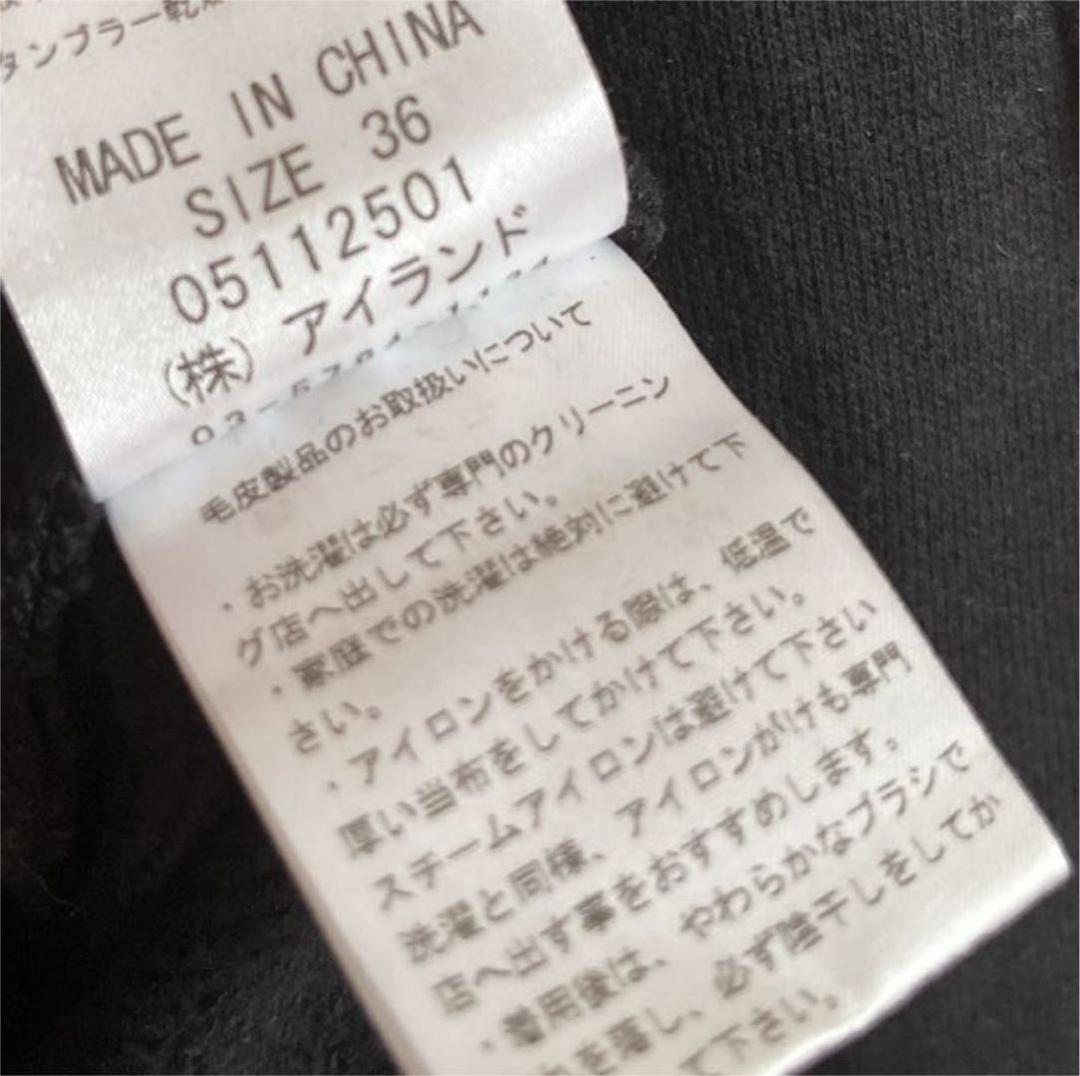 タンブラー乾燥
MADE IN CHINA
SIZE 36
05112501
(株) アイランド
毛皮製品のお取扱いについて
・お洗濯は必ず専門のクリーニン
グ店へ出して下さい。
・家庭での洗濯は絶対に避けて下
さい。
・アイロンをかける際は、低温で
厚い当布をしてかけて下さい。
スチームアイロンは避けて下さい
洗濯と同様、アイロンがけも専門
店へ出す事をおすすめします。
・着用後は、やわらかなブラシで
を落し、必ず陰干しをしてか
て下さい。